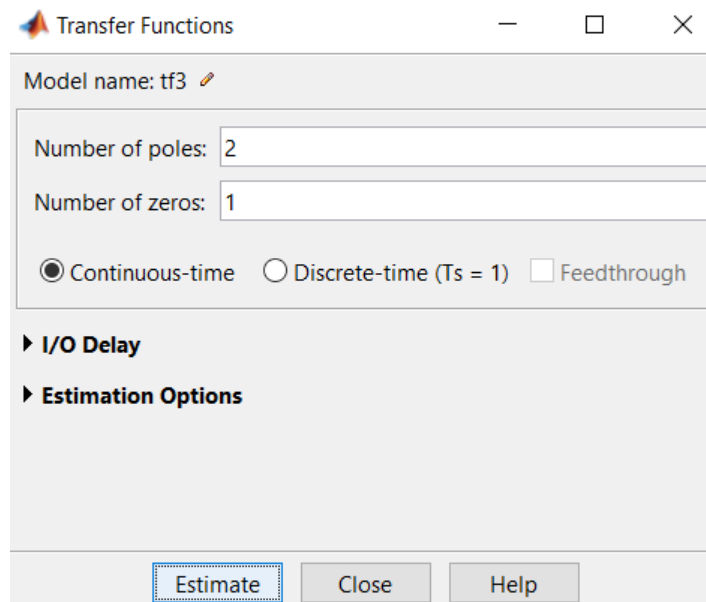 Transfer Functions
Model name: tf3
Number of poles: 2
Number of zeros: 1
Continuous-time Discrete-time (Ts = 1) Feedthrough
I/O Delay
Estimation Options
Estimate Close Help